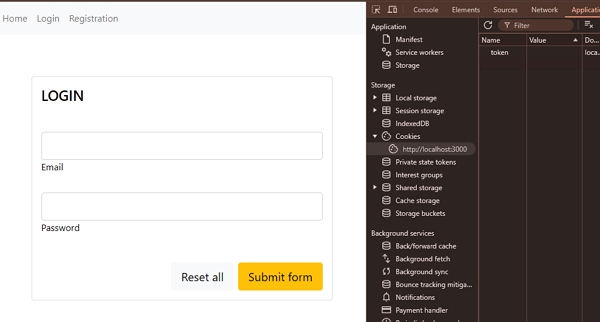 Home Login Registration
LOGIN
Email
Password
Reset all Submit form
Console Elements Sources Network Applicatic
Application
Manifest
Service workers
Storage
Storage
Local storage
Session storage
IndexedDB
Cookies
http://localhost:3000
Private state tokens
Interest groups
Shared storage
Cache storage
Storage buckets
Background services
Back/forward cache
Background fetch
Background sync
Bounce tracking mitiga...
Notifications
Payment handler
Filter
Name Value Do...
token loca...